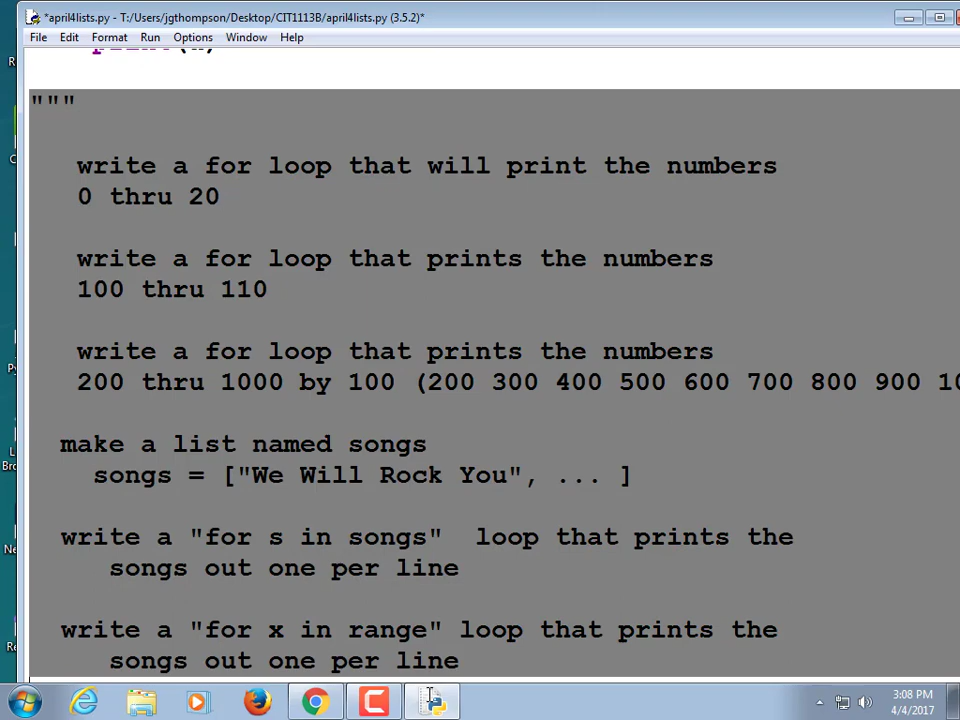 *april4lists.py - T:/Users/jgthompson/Desktop/CIT1113B/april4lists.py (3.5.2)*
File Edit Format Run Options Window Help
"""
write a for loop that will print the numbers
0 thru 20
write a for loop that prints the numbers
100 thru 110
write a for loop that prints the numbers
200 thru 1000 by 100 (200 300 400 500 600 700 800 900
make a list named songs
songs = ["We Will Rock You", ... ]
write a "for s in songs"  loop that prints the
songs out one per line
write a "for x in range" loop that prints the
songs out one per line
3:08 PM
4/4/2017